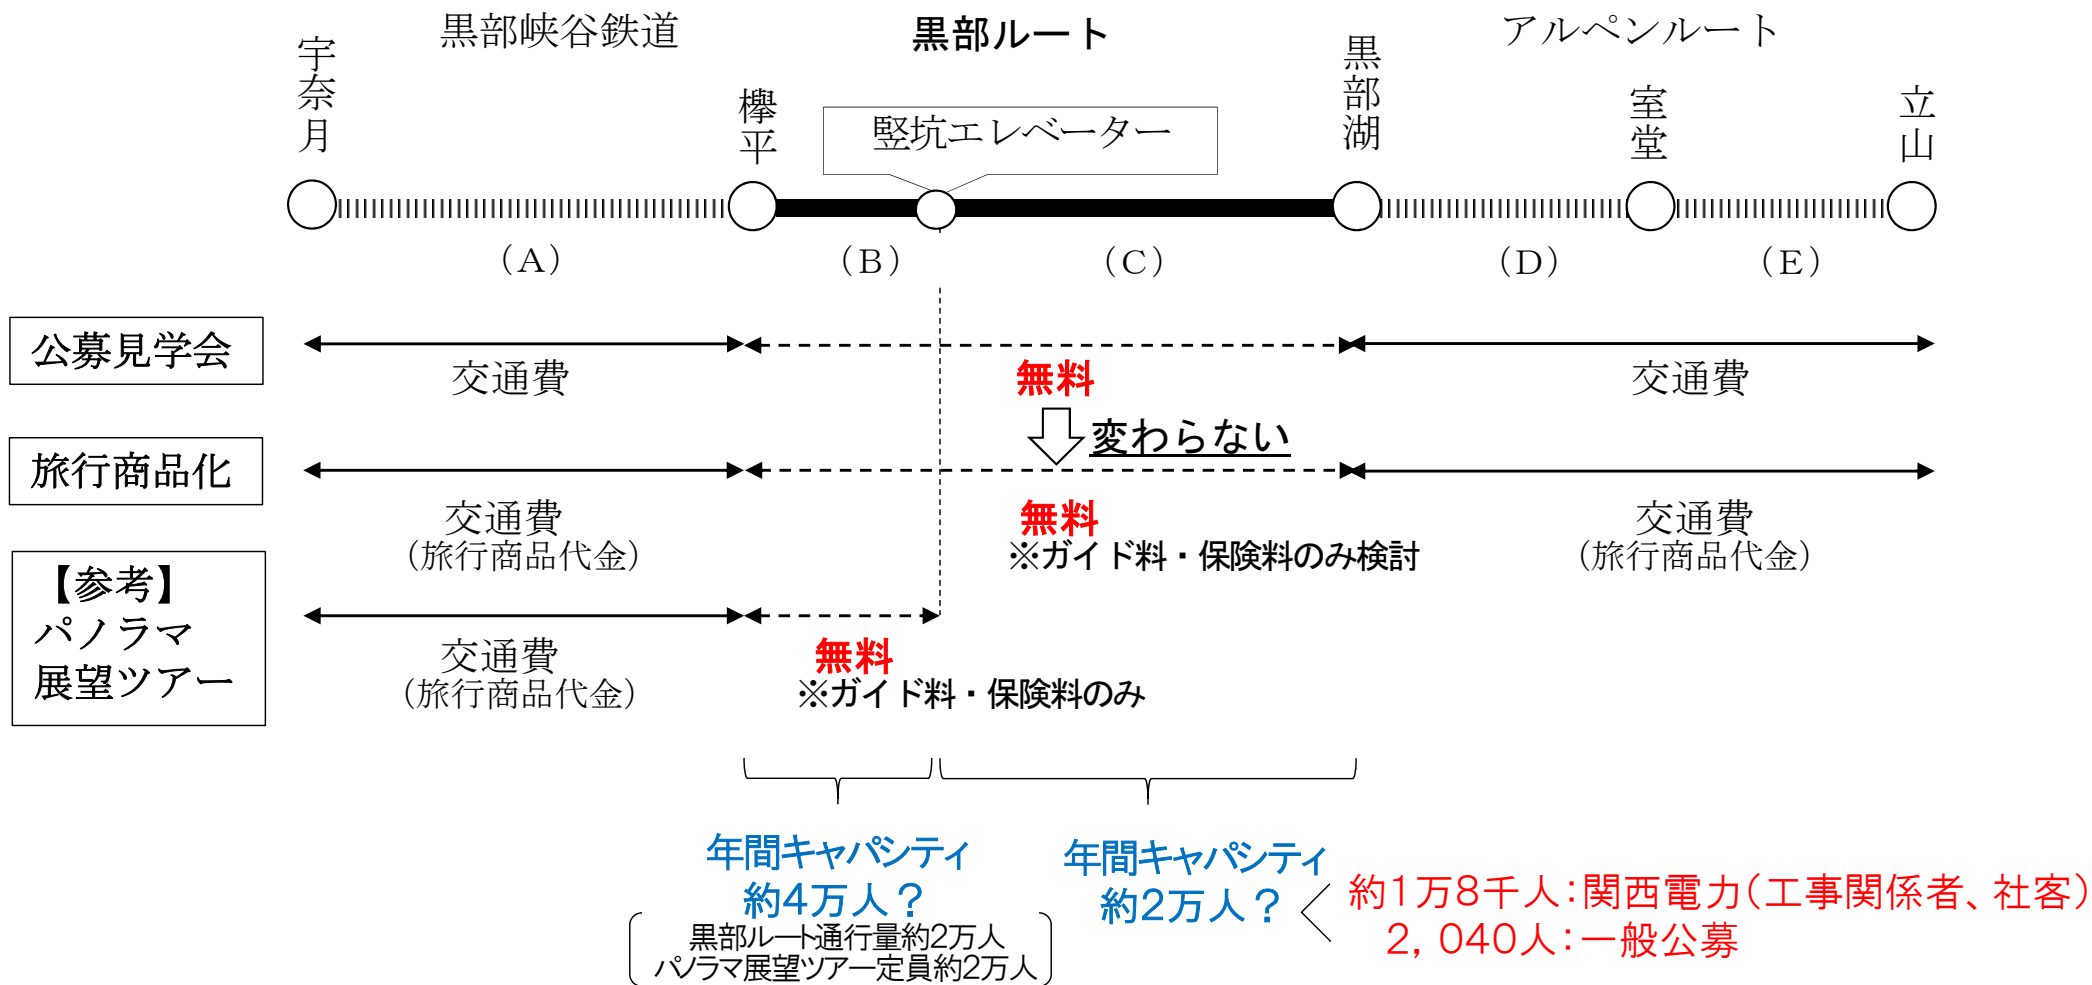 黒部峡谷鉄道
黒部ルート
アルペンルート
宇奈月
欅平
竪坑エレベーター
黒部湖
室堂
立山
（A）
（B）
（C）
（D）
（E）
公募見学会
交通費
無料
交通費
変わらない
旅行商品化
交通費
（旅行商品代金）
無料
※ガイド料・保険料のみ検討
交通費
（旅行商品代金）
【参考】
パノラマ
展望ツアー
交通費
（旅行商品代金）
無料
※ガイド料・保険料のみ
年間キャパシティ
約4万人？
黒部ルート通行量約2万人
パノラマ展望ツアー定員約2万人
年間キャパシティ
約2万人？
約1万8千人：関西電力（工事関係者、社客）
2，040人：一般公募